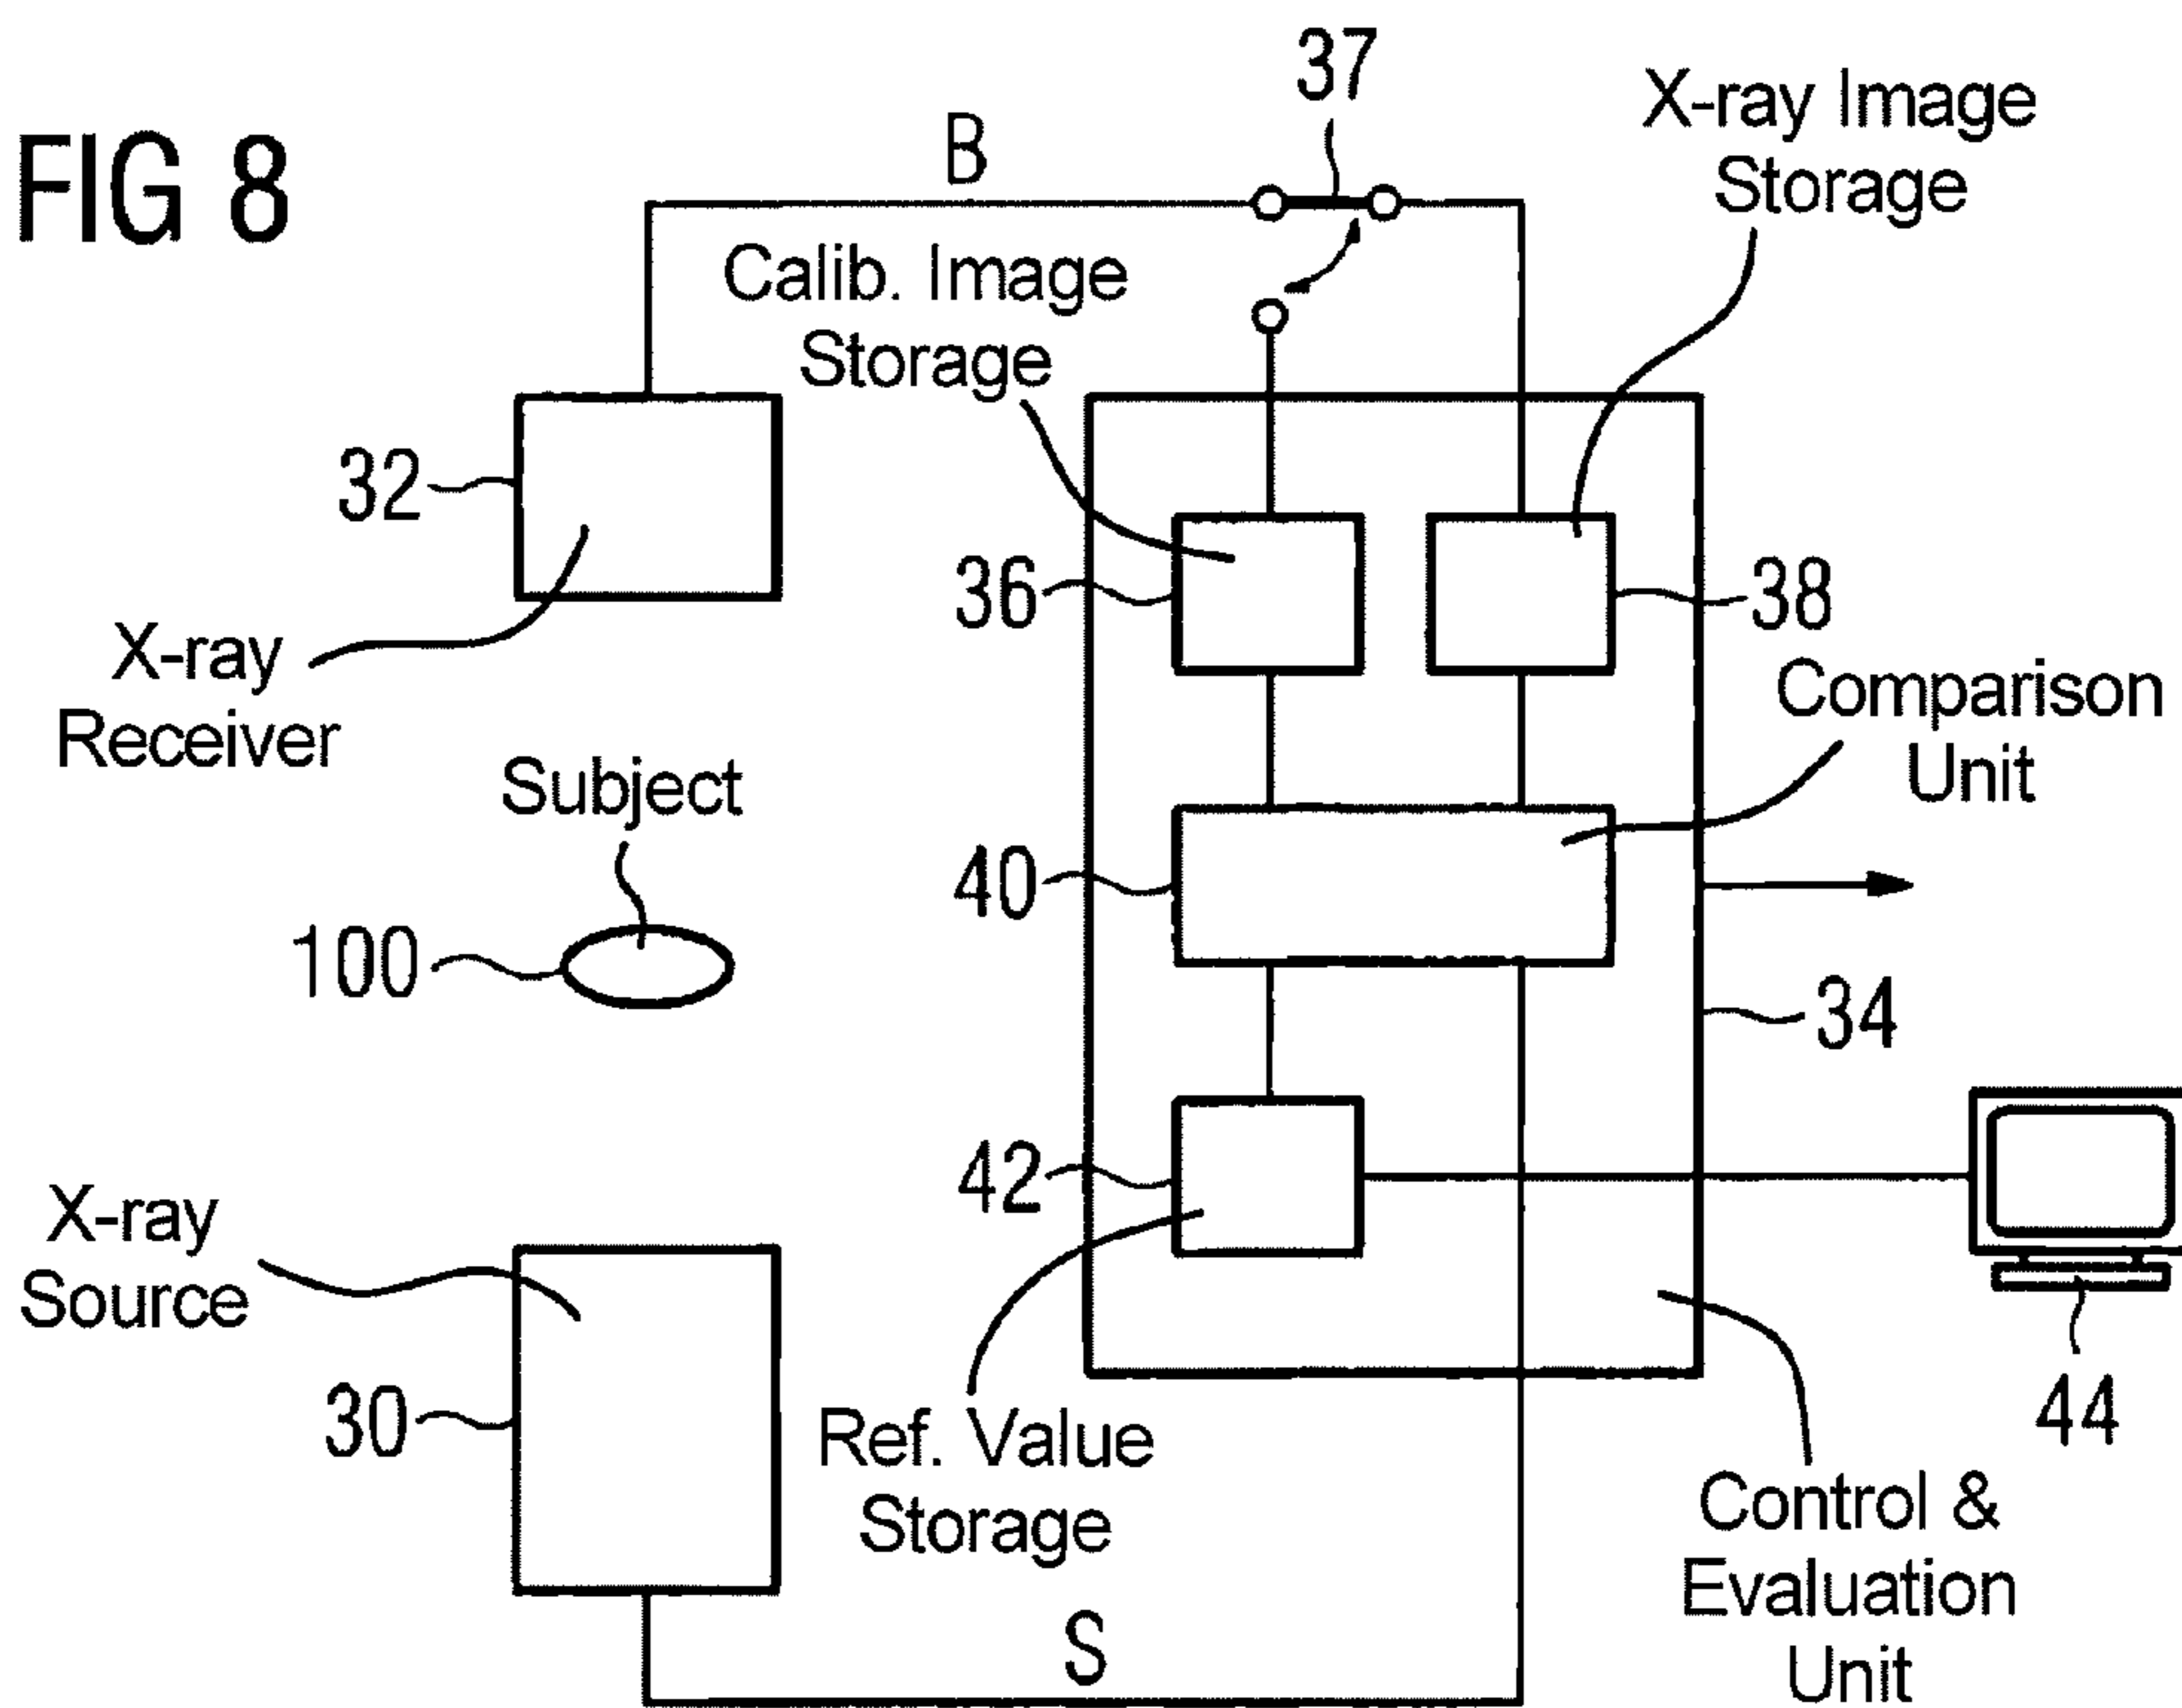 FIG 8
37
B
X-ray Image
Storage
Calib. Image
Storage
32
36
38
X-ray
Receiver
Comparison
Unit
Subject
40
100
34
42
X-ray
Source
44
30
Ref. Value
Storage
Control &
Evaluation
Unit
S